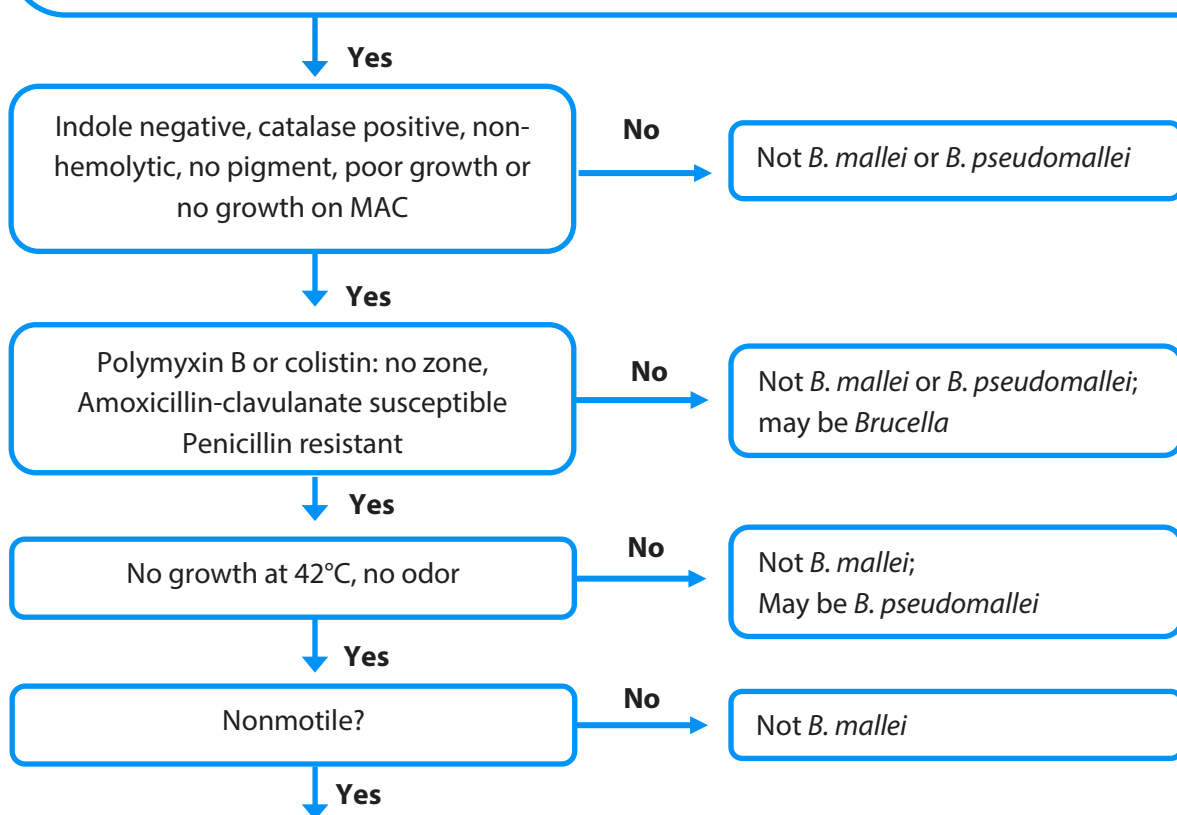 Yes
Indole negative, catalase positive, non-
hemolytic, no pigment, poor growth or
no growth on MAC
No
Not B. mallei or B. pseudomallei
Yes
Polymyxin B or colistin: no zone,
Amoxicillin-clavulanate susceptible
Penicillin resistant
No
Not B. mallei or B. pseudomallei;
may be Brucella
Yes
No growth at 42°C, no odor
No
Not B. mallei;
May be B. pseudomallei
Yes
Nonmotile?
No
Not B. mallei
Yes